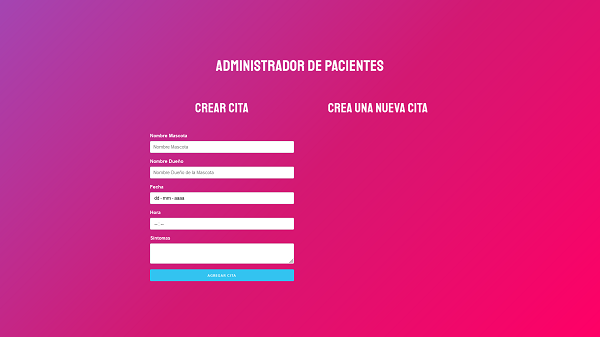 ADMINISTRADOR DE PACIENTES
CREAR CITA
CREA UNA NUEVA CITA
Nombre Mascota
Nombre Mascota
Nombre Dueño
Nombre Dueño de la Mascota
Fecha
dd - mm - aaaa
Hora
-- : --
Sintomas
AGREGAR CITA